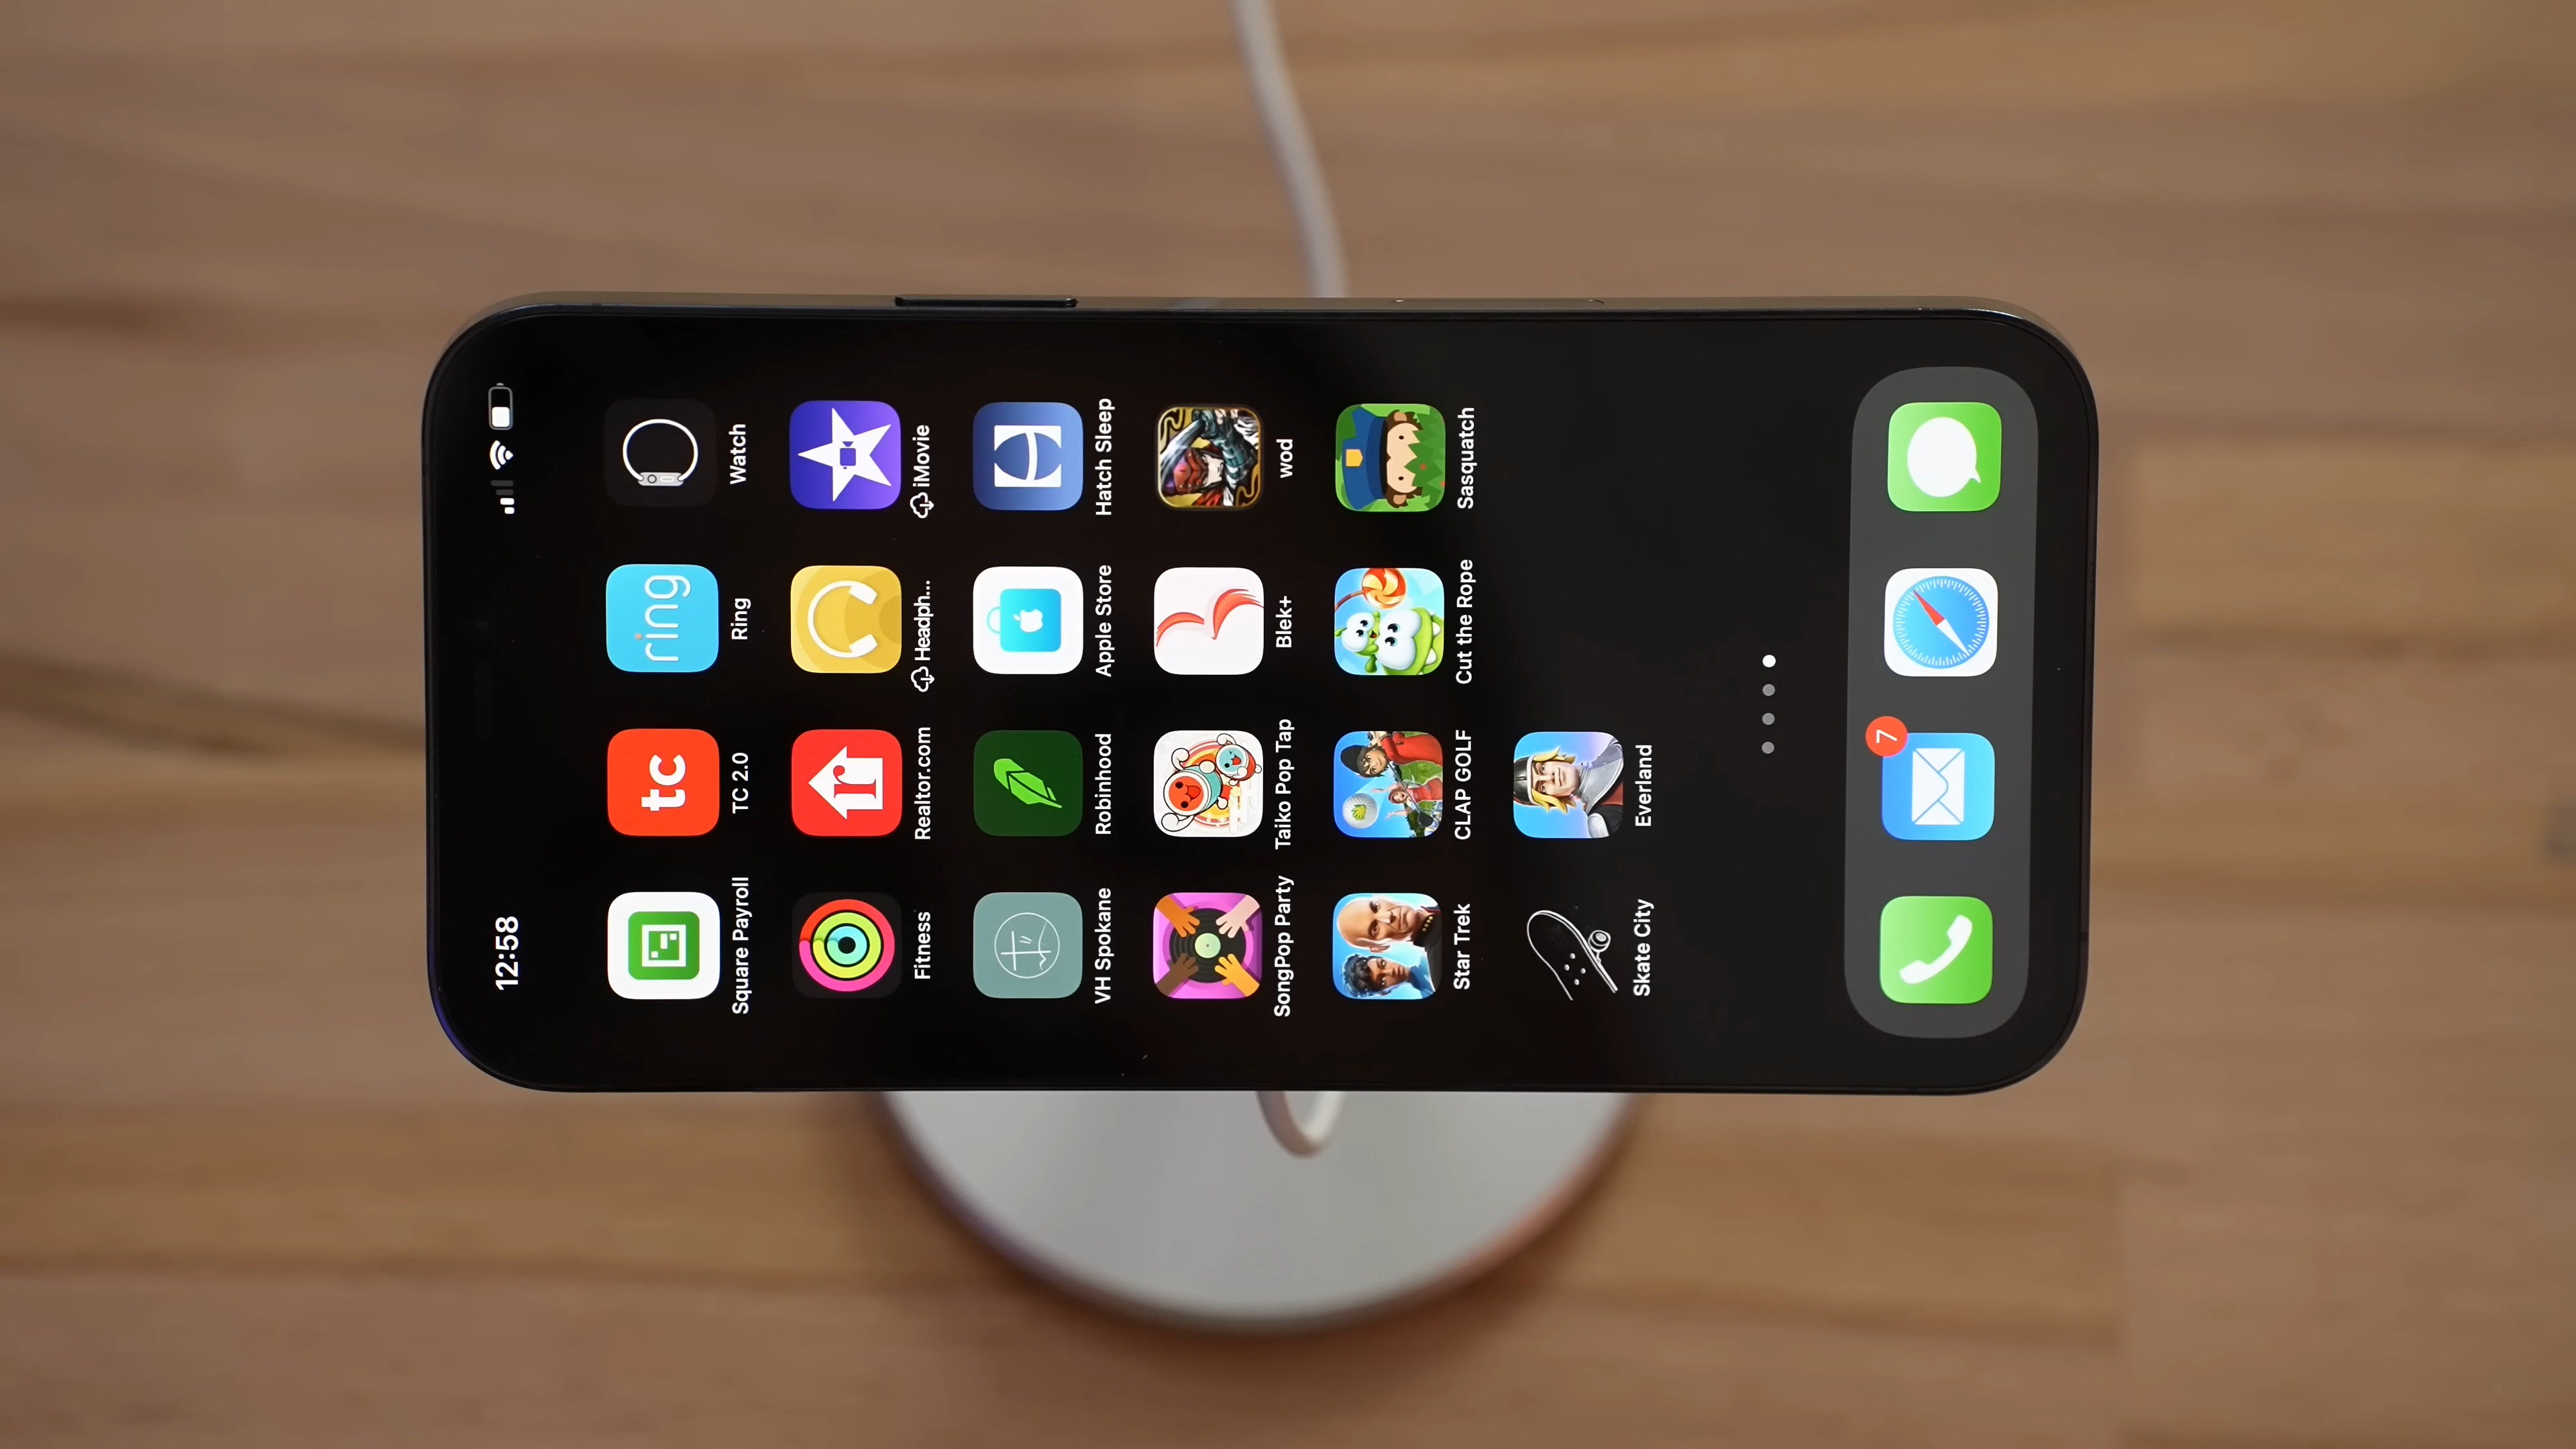 12:58
tc
ring
Square Payroll
TC 2.0
Ring
Watch
r
Fitness
Realtor.com
Headph...
iMovie
VH Spokane
Robinhood
Apple Store
Hatch Sleep
SongPop Party
Taiko Pop Tap
Blek+
wod
Star Trek
CLAP GOLF
Cut the Rope
Sasquatch
Skate City
Everland
7